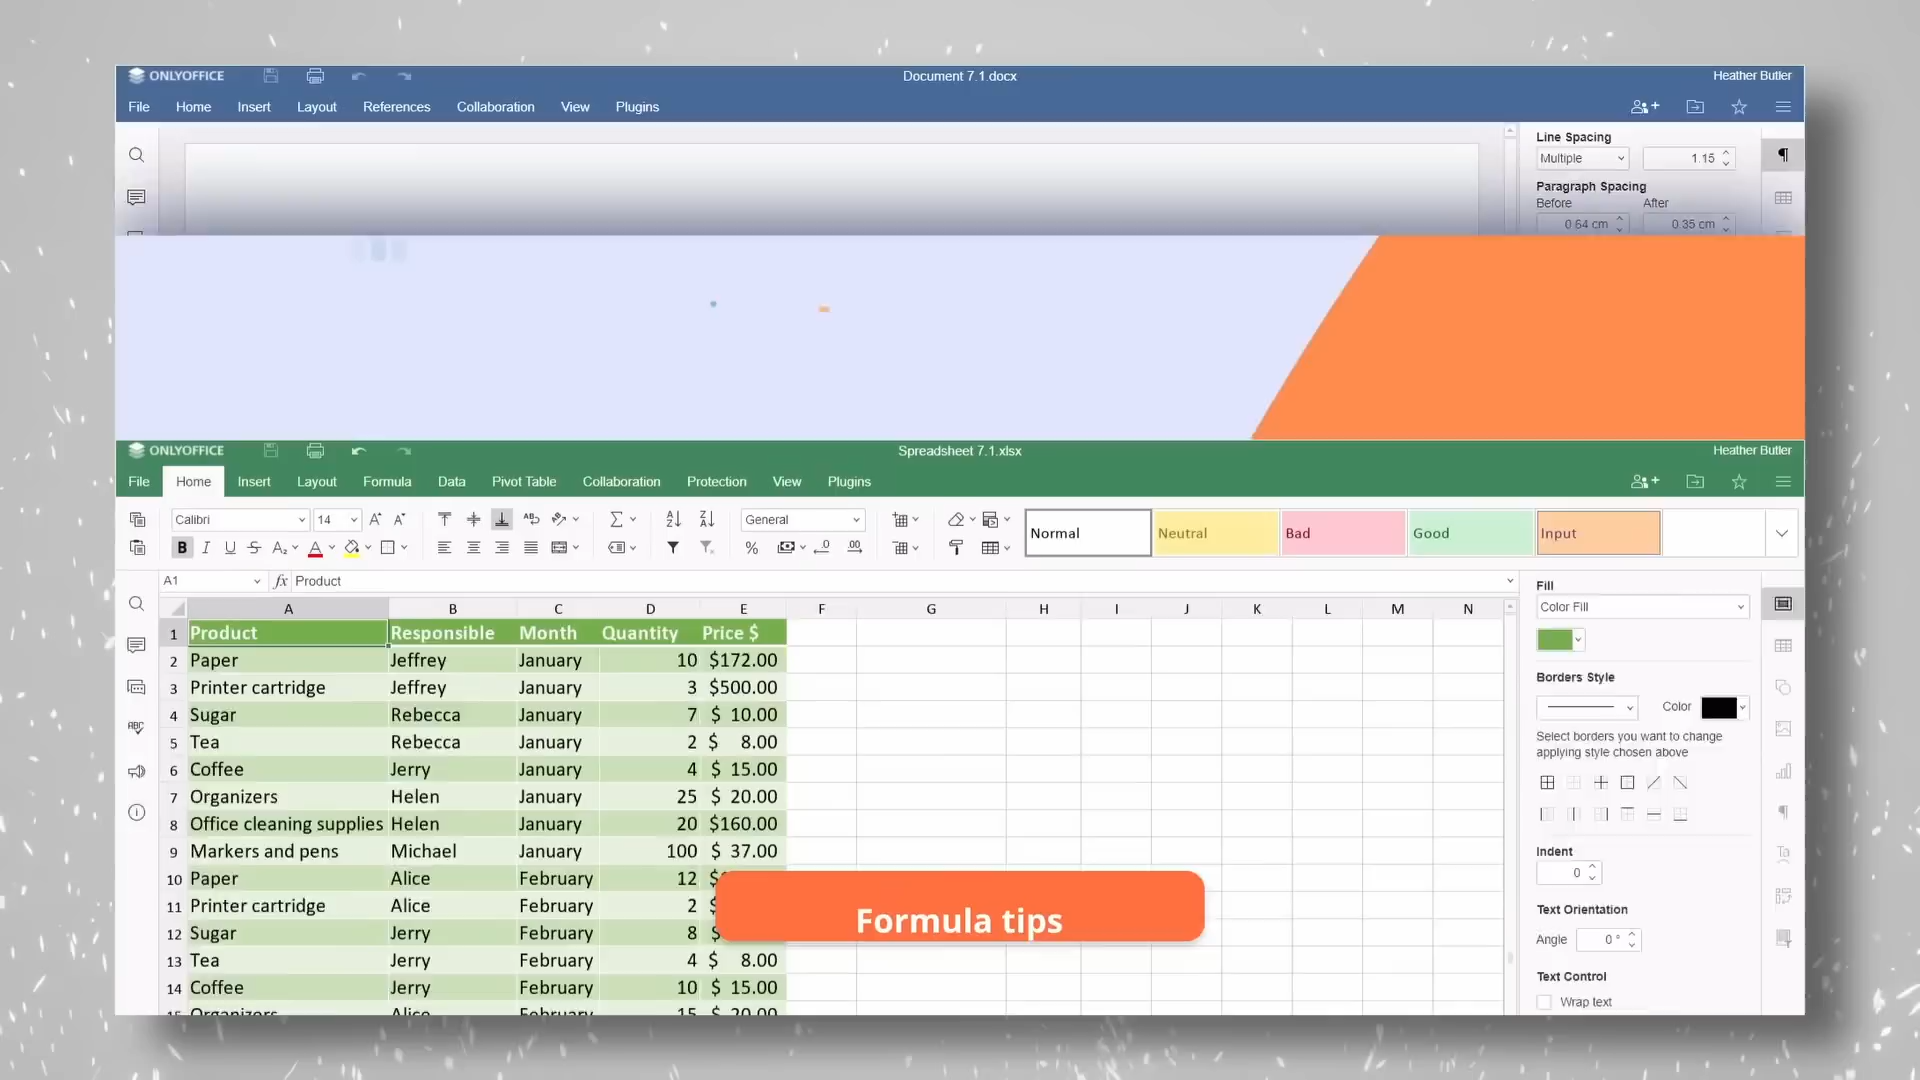 ONLYOFFICE Document 7.1.docx Heather Butler
File Home Insert Layout References Collaboration View Plugins
Line Spacing
Multiple 1.15
Paragraph Spacing
Before After
0.64 cm 0.35 cm
ONLYOFFICE Spreadsheet 7.1.xlsx Heather Butler
File Home Insert Layout Formula Data Pivot Table Collaboration Protection View Plugins
Calibri 14 General
Normal Neutral Bad Good Input
A1 fx Product
A B C D E F G H I J K L M N
1 Product Responsible Month Quantity Price $
2 Paper Jeffrey January 10 $172.00
3 Printer cartridge Jeffrey January 3 $500.00
4 Sugar Rebecca January 7 $ 10.00
5 Tea Rebecca January 2 $ 8.00
6 Coffee Jerry January 4 $ 15.00
7 Organizers Helen January 25 $ 20.00
8 Office cleaning supplies Helen January 20 $160.00
9 Markers and pens Michael January 100 $ 37.00
10 Paper Alice February 12 $
11 Printer cartridge Alice February 2 $
12 Sugar Jerry February 8 $
13 Tea Jerry February 4 $ 8.00
14 Coffee Jerry February 10 $ 15.00
Formula tips
Fill
Color Fill
Borders Style
Color
Select borders you want to change
applying style chosen above
Indent
0
Text Orientation
Angle 0 °
Text Control
Wrap text